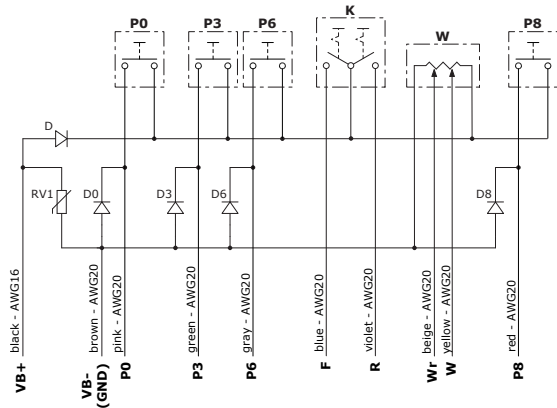 P0
P3
P6
K
W
P8
D
RV1
D0
D3
D6
D8
black - AWG16
brown - AWG20
pink - AWG20
green - AWG20
gray - AWG20
blue - AWG20
violet - AWG20
beige - AWG20
yellow - AWG20
red - AWG20
VB+
VB-
(GND)
P0
P3
P6
F
R
Wr
W
P8